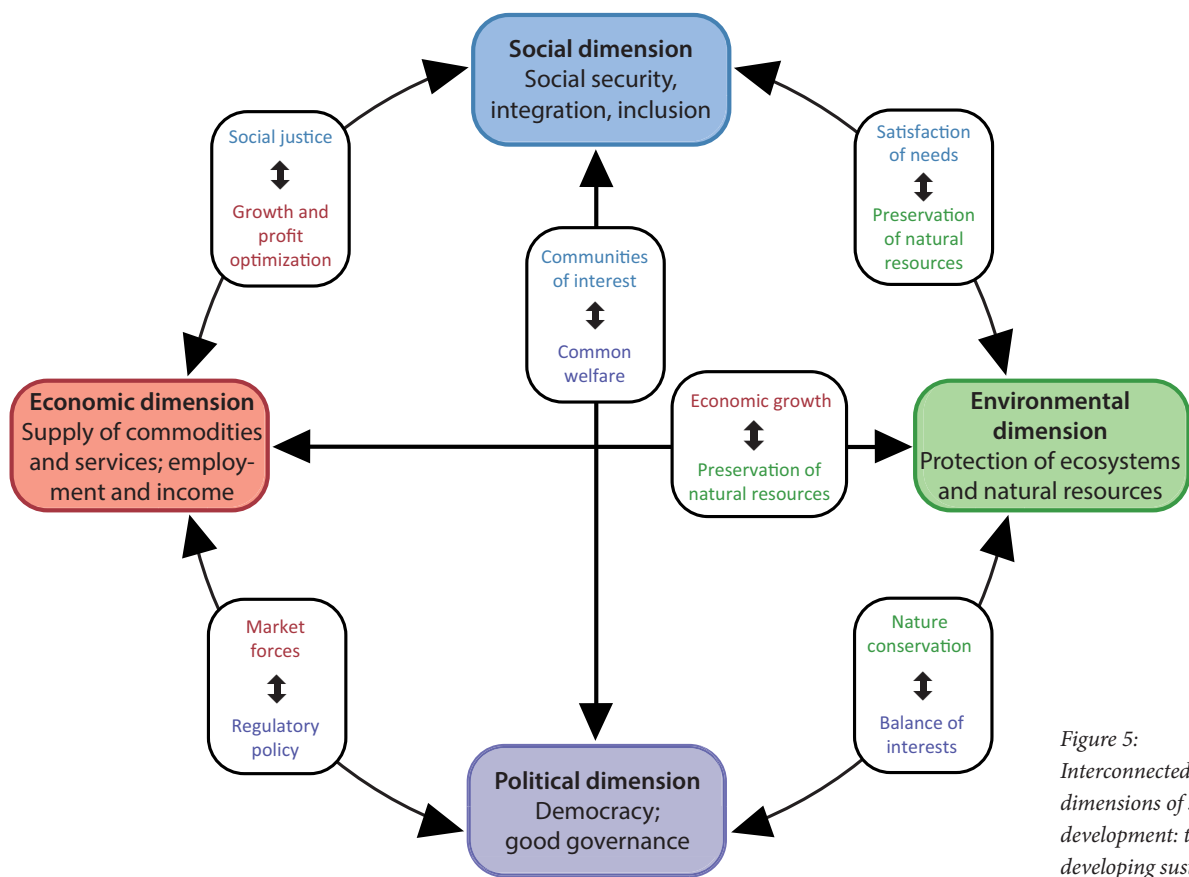 Social dimension
Social security,
integration, inclusion
Social justice
Growth and
profit
optimization
Satisfaction
of needs
Preservation
of natural
resources
Communities
of interest
Common
welfare
Economic dimension
Supply of commodities
and services; employ-
ment and income
Economic growth
Preservation of
natural resources
Environmental
dimension
Protection of ecosystems
and natural resources
Market
forces
Regulatory
policy
Nature
conservation
Balance of
interests
Political dimension
Democracy;
good governance
Figure 5:
Interconnected
dimensions of
development:
developing